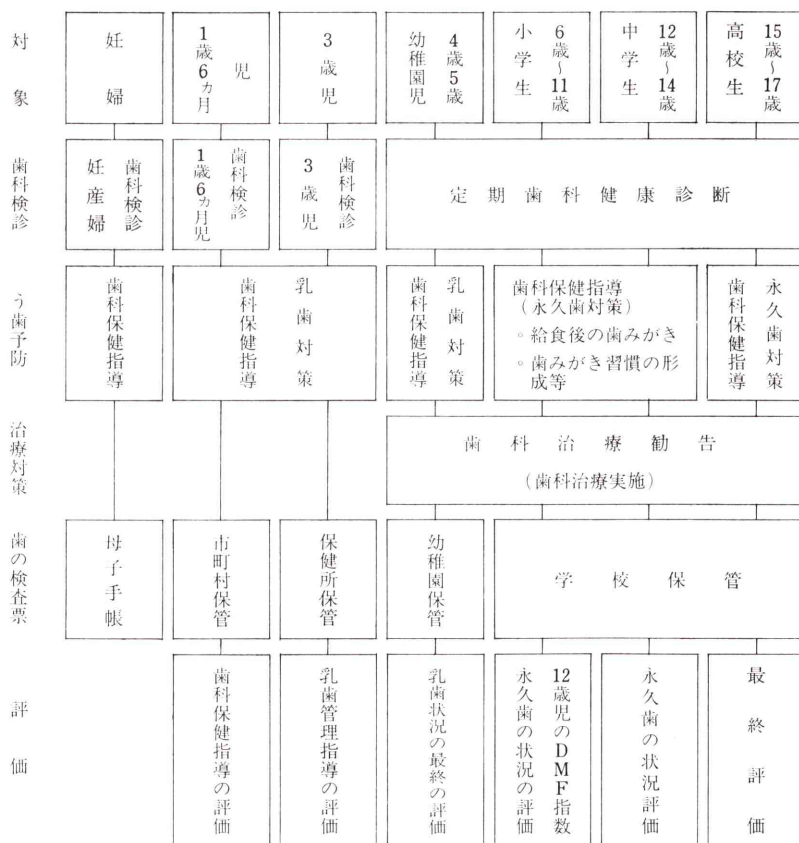 対象
妊婦
1歳6ヵ月
児
3歳児
4歳5歳
幼稚園児
6歳〜11歳
小学生
12歳〜14歳
中学生
15歳〜17歳
高校生
歯科検診
歯科検診
妊産婦
歯科検診
1歳6ヵ月児
歯科検診
3歳児
定期歯科健康診断
う歯予防
歯科保健指導
乳歯対策
歯科保健指導
乳歯対策
歯科保健指導
歯科保健指導
(永久歯対策)
◦給食後の歯みがき
◦歯みがき習慣の形
成等
永久歯対策
歯科保健指導
治療対策
歯科治療勧告
(歯科治療実施)
歯の検査票
母子手帳
市町村保管
保健所保管
幼稚園保管
学校保管
評価
歯科保健指導の評価
乳歯管理指導の評価
乳歯状況の最終の評価
12歳児のDMF指数
永久歯の状況の評価
永久歯の状況評価
最終評価